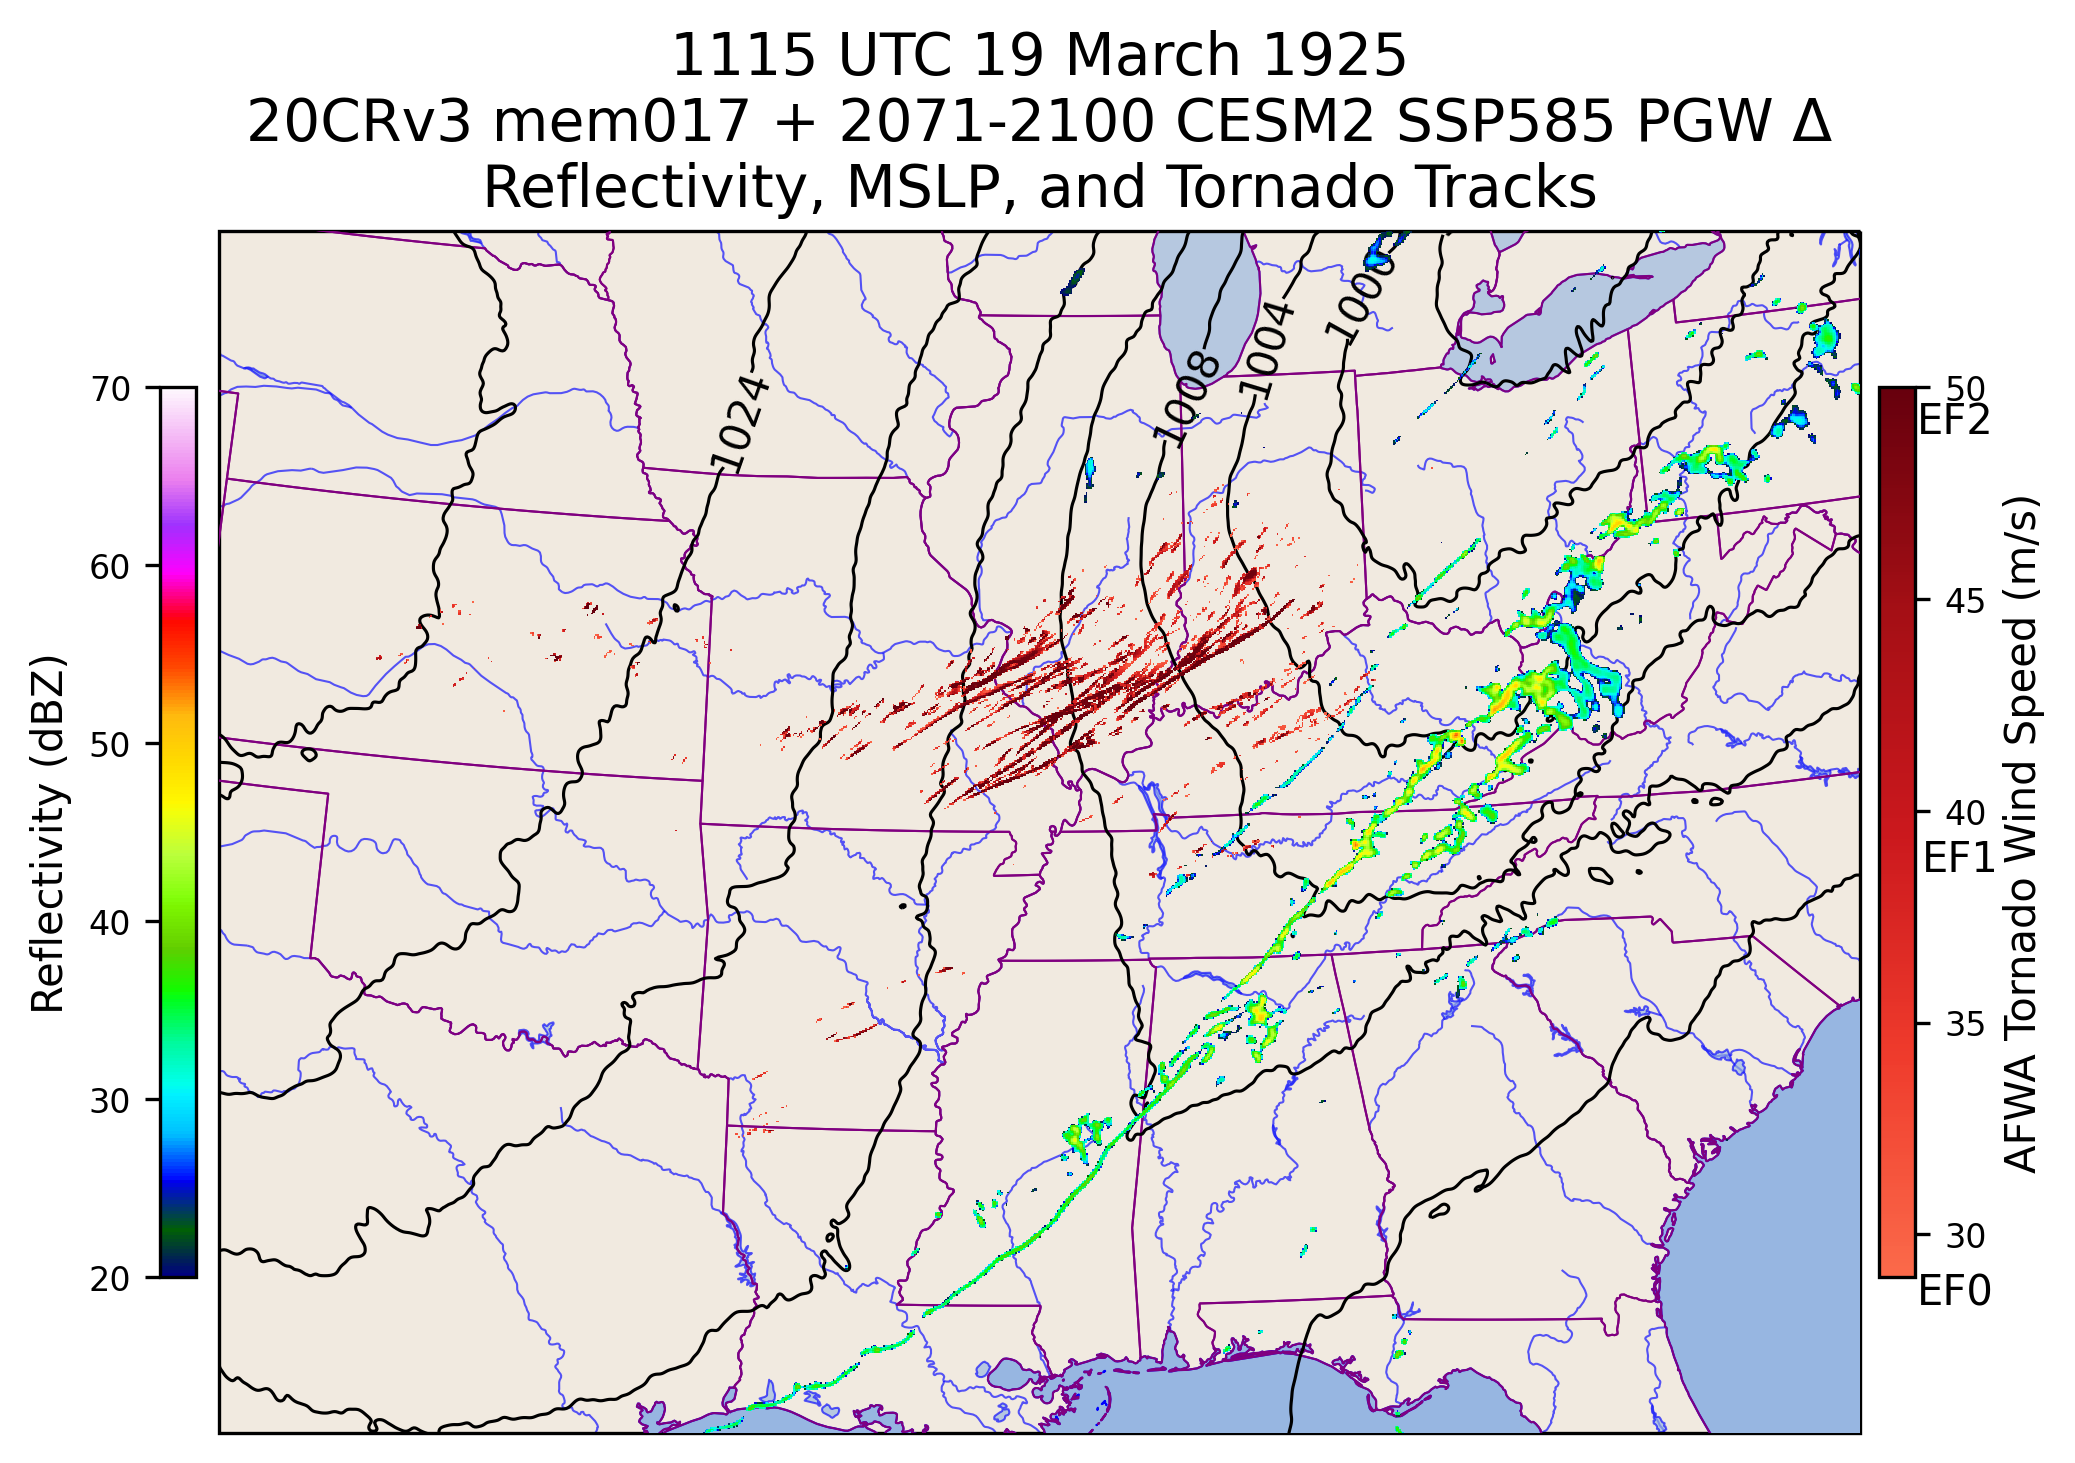 1115 UTC 19 March 1925
20CRv3 mem017 + 2071-2100 CESM2 SSP585 PGW Δ
Reflectivity, MSLP, and Tornado Tracks
Reflectivity (dBZ)
70
60
50
40
30
20
1024
1008
1004
1000
50
EF2
45
40
EF1
35
30
EF0
AFWA Tornado Wind Speed (m/s)